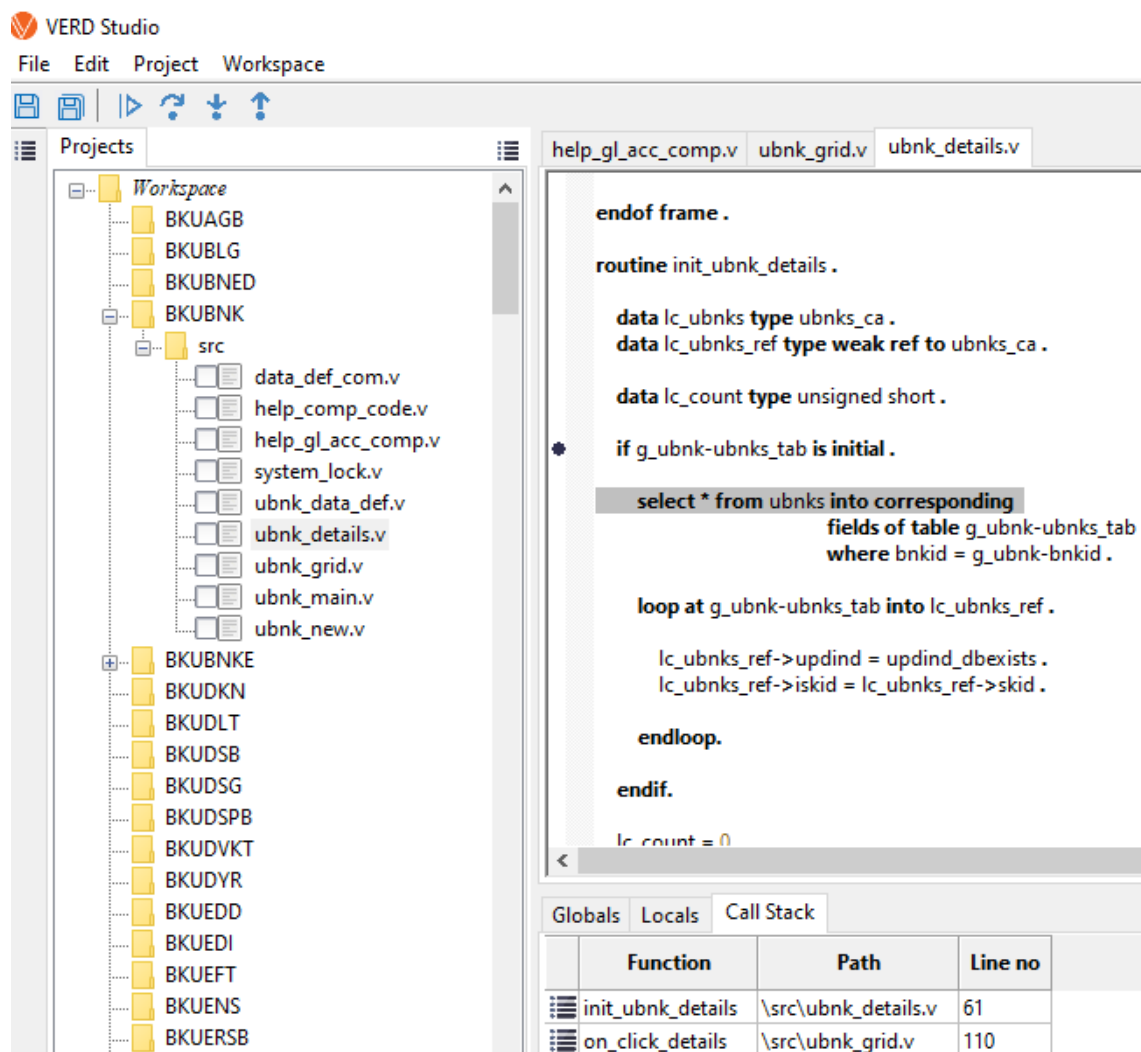 VERD Studio
File Edit Project Workspace
Projects
Workspace
BKUAGB
BKUBLG
BKUBNED
BKUBNK
src
data_def_com.v
help_comp_code.v
help_gl_acc_comp.v
system_lock.v
ubnk_data_def.v
ubnk_details.v
ubnk_grid.v
ubnk_main.v
ubnk_new.v
BKUBNKE
BKUDKN
BKUDLT
BKUDSB
BKUDSG
BKUDSPB
BKUDVKT
BKUDYR
BKUEDD
BKUEDI
BKUEFT
BKUENS
BKUERSB
help_gl_acc_comp.v ubnk_grid.v ubnk_details.v
endof frame .
routine init_ubnk_details .
data lc_ubnks type ubnks_ca .
data lc_ubnks_ref type weak ref to ubnks_ca .
data lc_count type unsigned short .
if g_ubnk-ubnks_tab is initial .
select * from ubnks into corresponding
fields of table g_ubnk-ubnks_tab
where bnkid = g_ubnk-bnkid .
loop at g_ubnk-ubnks_tab into lc_ubnks_ref .
lc_ubnks_ref->updind = updind_dbexists .
lc_ubnks_ref->iskid = lc_ubnks_ref->skid .
endloop.
endif.
lc_count = 0
Globals Locals Call Stack
Function Path Line no
init_ubnk_details \src\ubnk_details.v 61
on_click_details \src\ubnk_grid.v 110